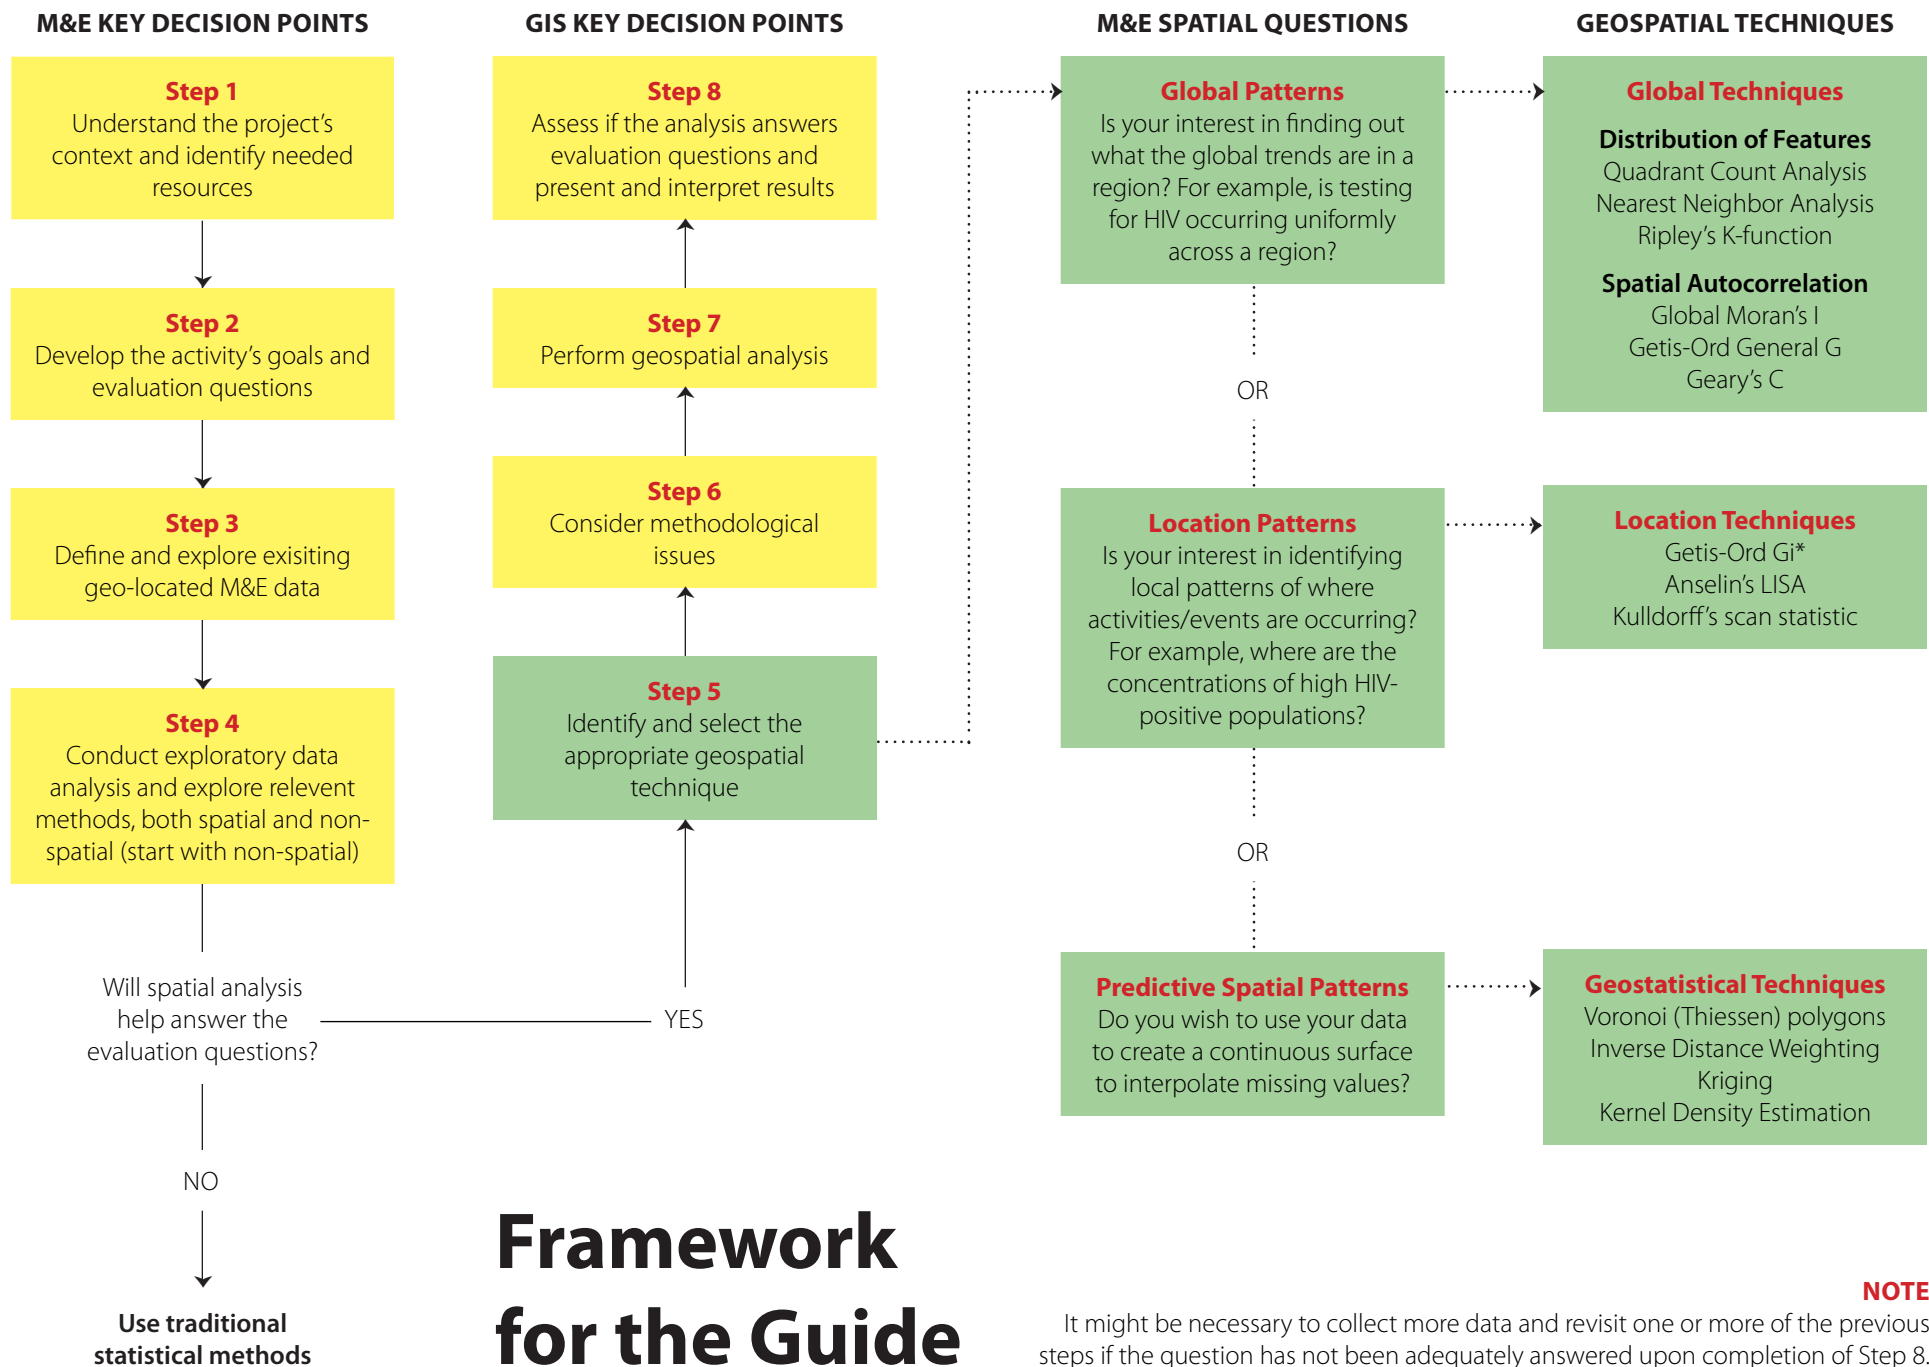 M&E KEY DECISION POINTS
Step 1
Understand the project's
context and identify needed
resources
Step 2
Develop the activity's goals and
evaluation questions
Step 3
Define and explore exisiting
geo-located M&E data
Step 4
Conduct exploratory data
analysis and explore relevent
methods, both spatial and non-
spatial (start with non-spatial)
Will spatial analysis
help answer the
evaluation questions?
YES
NO
Use traditional
statistical methods
GIS KEY DECISION POINTS
Step 8
Assess if the analysis answers
evaluation questions and
present and interpret results
Step 7
Perform geospatial analysis
Step 6
Consider methodological
issues
Step 5
Identify and select the
appropriate geospatial
technique
M&E SPATIAL QUESTIONS
Global Patterns
Is your interest in finding out
what the global trends are in a
region? For example, is testing
for HIV occurring uniformly
across a region?
OR
Location Patterns
Is your interest in identifying
local patterns of where
activities/events are occurring?
For example, where are the
concentrations of high HIV-
positive populations?
OR
Predictive Spatial Patterns
Do you wish to use your data
to create a continuous surface
to interpolate missing values?
GEOSPATIAL TECHNIQUES
Global Techniques
Distribution of Features
Quadrant Count Analysis
Nearest Neighbor Analysis
Ripley's K-function
Spatial Autocorrelation
Global Moran's I
Getis-Ord General G
Geary's C
Location Techniques
Getis-Ord Gi*
Anselin's LISA
Kulldorff's scan statistic
Geostatistical Techniques
Voronoi (Thiessen) polygons
Inverse Distance Weighting
Kriging
Kernel Density Estimation
Framework
for the Guide
NOTE
It might be necessary to collect more data and revisit one or more of the previous
steps if the question has not been adequately answered upon completion of Step 8